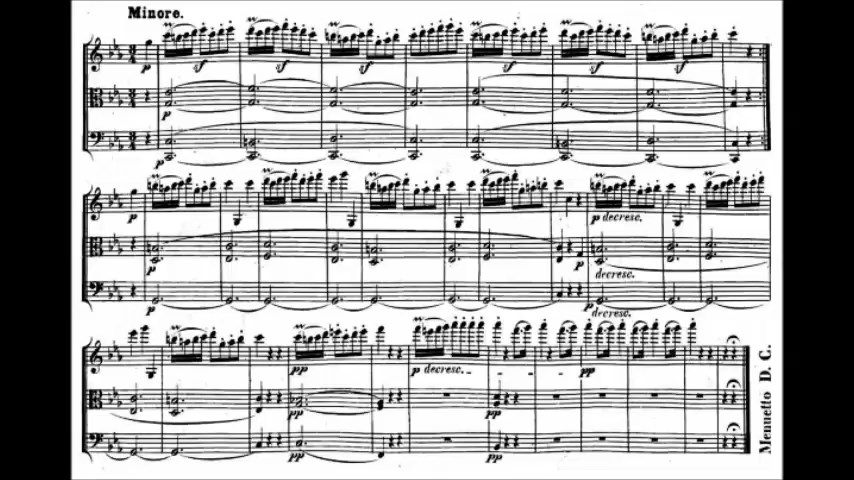 Minore.
p sf sf sf sf
p
p
p
p decresc.
p p
decresc.
p p
decresc.
pp p decresc. pp
pp pp
pp pp
Menuetto D. C.